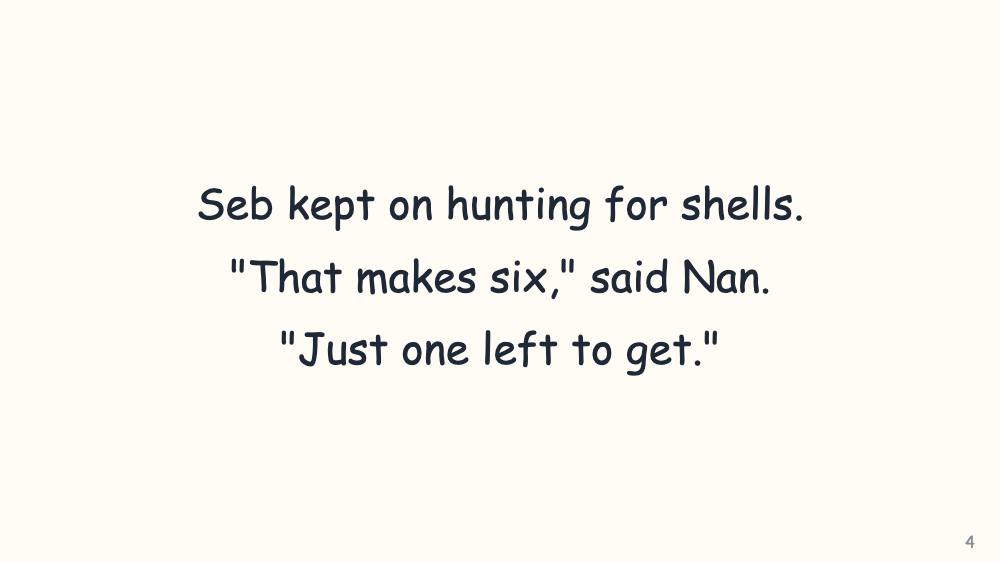 Seb kept on hunting for shells.
"That makes six," said Nan.
"Just one left to get."
4